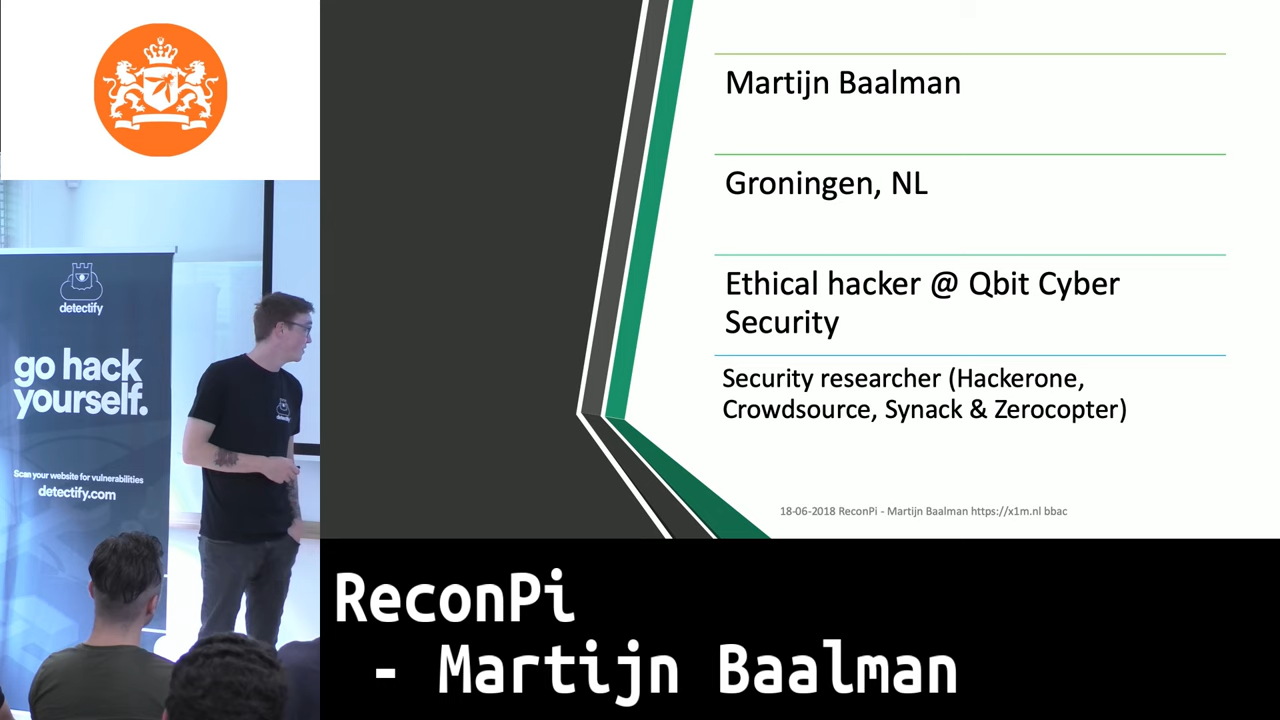 Martijn Baalman
Groningen, NL
Ethical hacker @ Qbit Cyber
Security
Security researcher (Hackerone,
Crowdsource, Synack & Zerocopter)
18-06-2018 ReconPi - Martijn Baalman https://x1m.nl bbac
detectify
go hack
yourself.
Scan your website for vulnerabilities
detectify.com
detectify
ReconPi
- Martijn Baalman